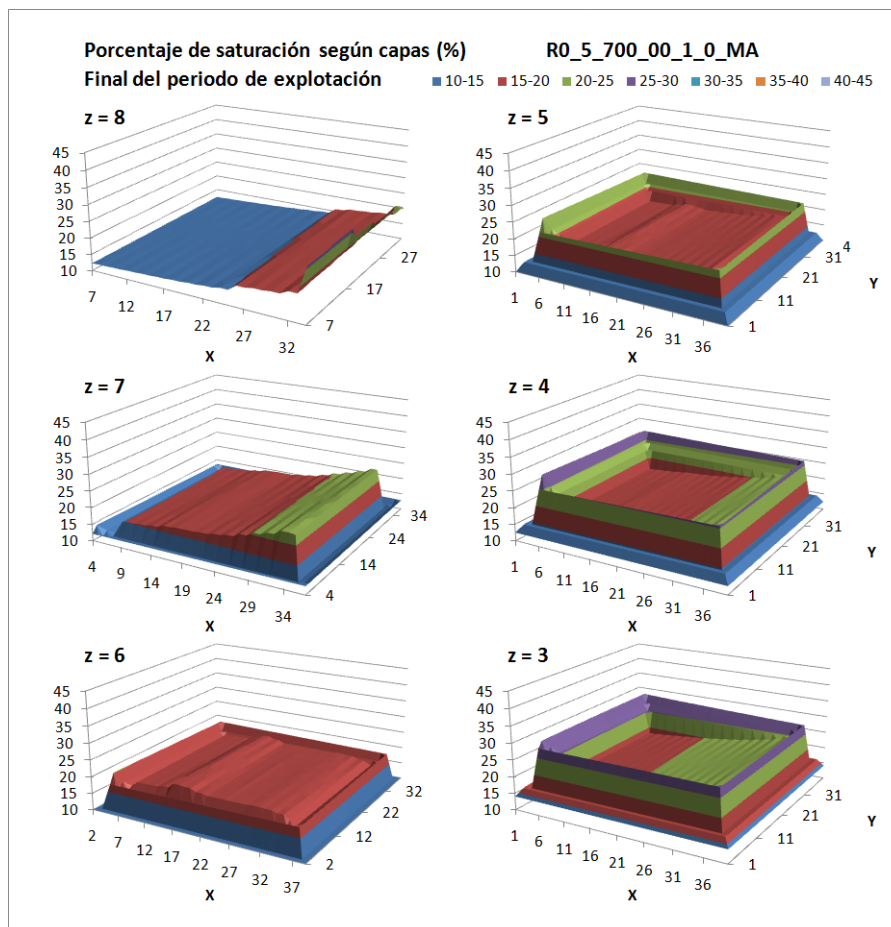 Porcentaje de saturación según capas (%) R0_5_700_00_1_0_MA
Final del periodo de explotación 10-15 15-20 20-25 25-30 30-35 35-40 40-45
z = 8
45
40
35
30
25
20
15
10
7 12 17 22 27 32
7 17 27
X
z = 5
45
40
35
30
25
20
15
10
1 6 11 16 21 26 31 36
1 11 21 31 4
X
Y
z = 7
45
40
35
30
25
20
15
10
4 9 14 19 24 29 34
4 14 24 34
X
z = 4
45
40
35
30
25
20
15
10
1 6 11 16 21 26 31 36
1 11 21 31
X
Y
z = 6
45
40
35
30
25
20
15
10
2 7 12 17 22 27 32 37
2 12 22 32
X
z = 3
45
40
35
30
25
20
15
10
1 6 11 16 21 26 31 36
1 11 21 31
X
Y